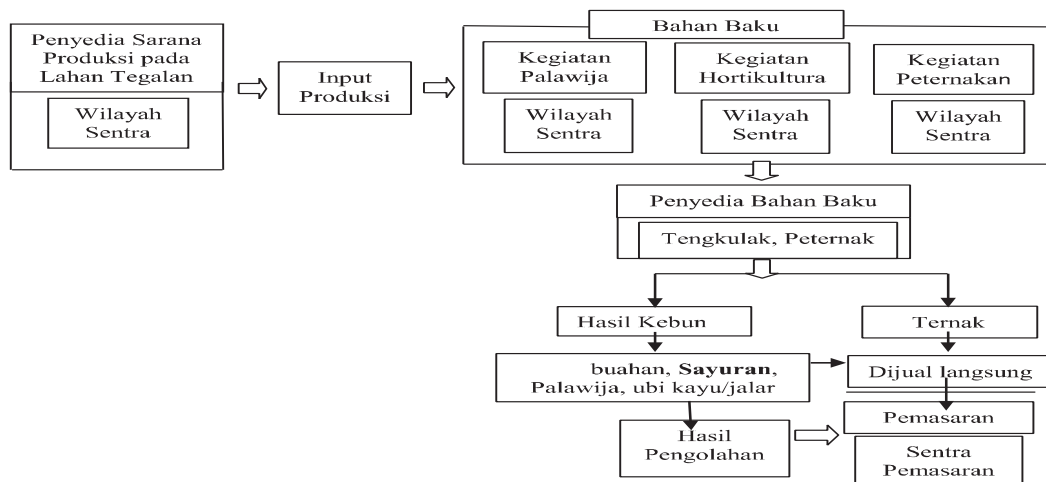 Penyedia Sarana
Produksi pada
Lahan Tegalan
Wilayah
Sentra
Input
Produksi
Bahan Baku
Kegiatan
Palawija
Kegiatan
Hortikultura
Kegiatan
Peternakan
Wilayah
Sentra
Wilayah
Sentra
Wilayah
Sentra
Penyedia Bahan Baku
Tengkulak, Peternak
Hasil Kebun
Ternak
buahan, Sayuran,
Palawija, ubi kayu/jalar
Dijual langsung
Hasil
Pengolahan
Pemasaran
Sentra
Pemasaran